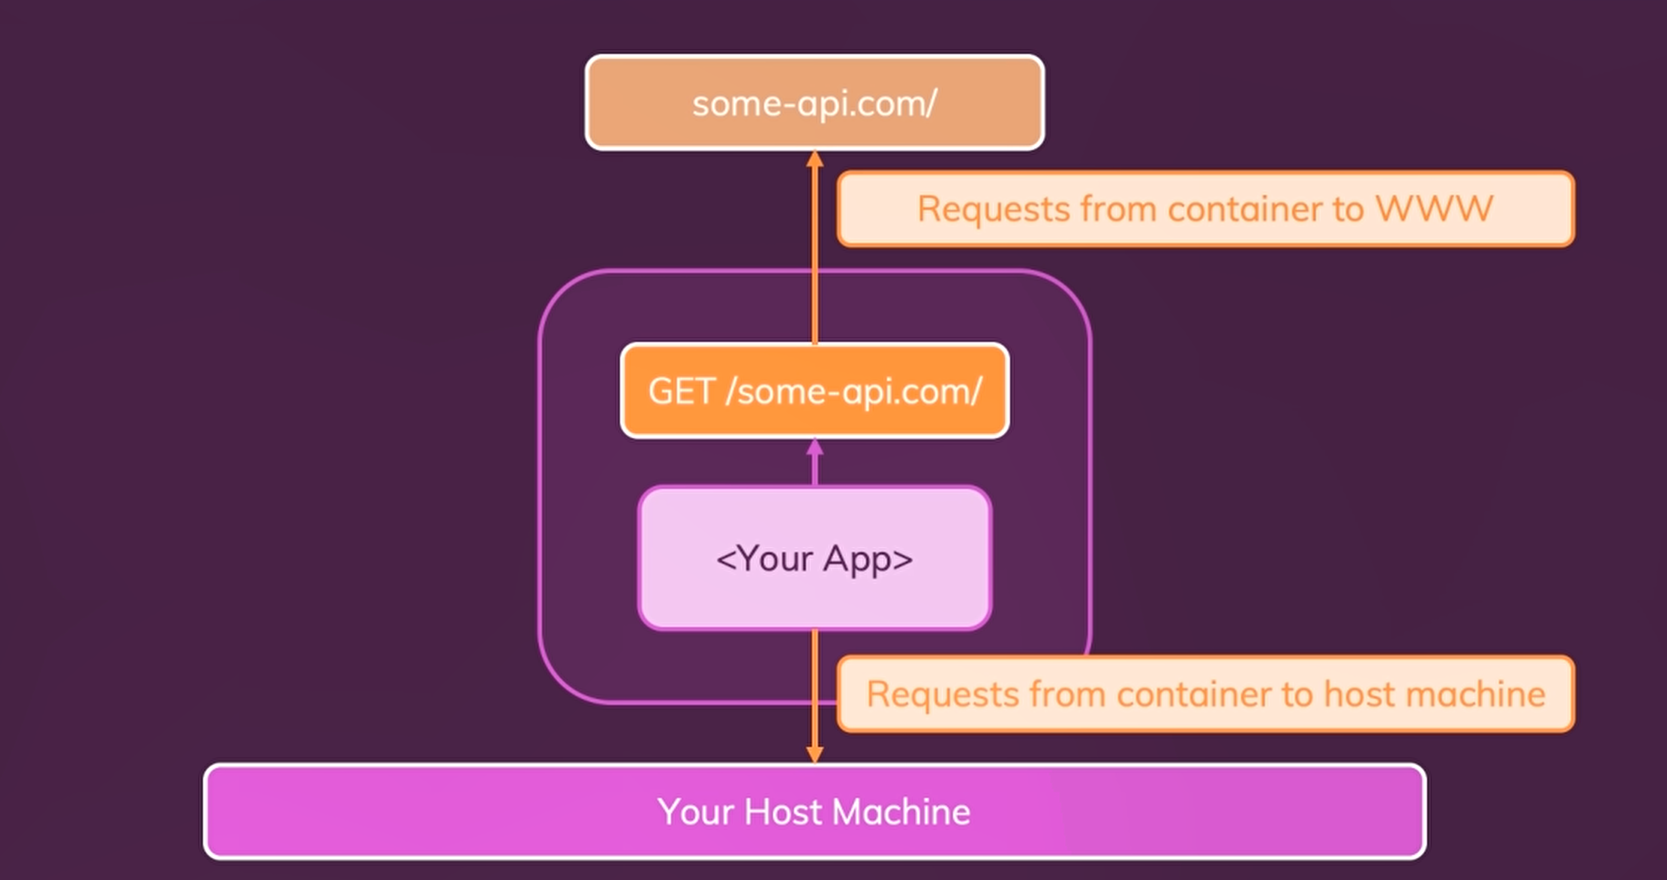 some-api.com/
Requests from container to WWW
GET /some-api.com/
<Your App>
Requests from container to host machine
Your Host Machine